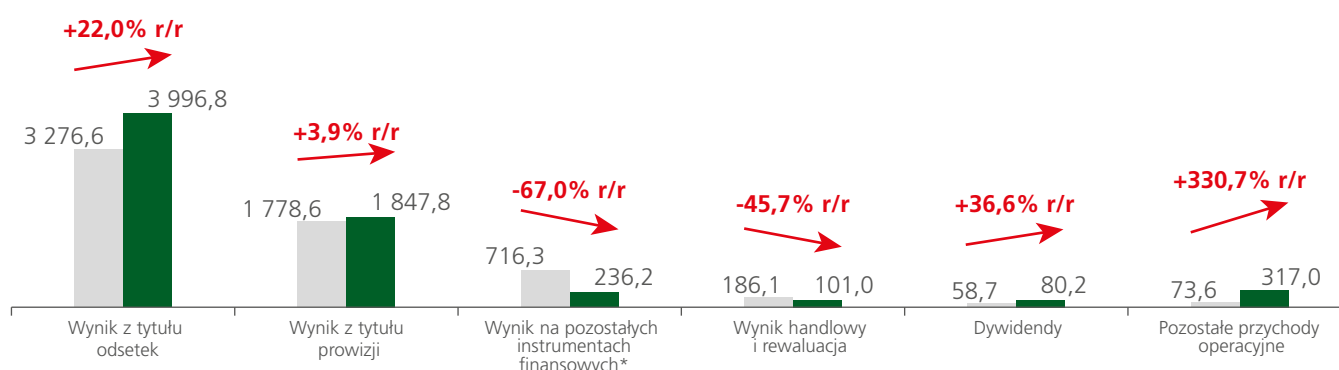 +22,0% r/r
3 276,6
3 996,8
+3,9% r/r
1 778,6
1 847,8
-67,0% r/r
716,3
236,2
-45,7% r/r
186,1
101,0
+36,6% r/r
58,7
80,2
+330,7% r/r
73,6
317,0
Wynik z tytułu
odsetek
Wynik z tytułu
prowizji
Wynik na pozostałych
instrumentach
finansowych*
Wynik handlowy
i rewaluacja
Dywidendy
Pozostałe przychody
operacyjne